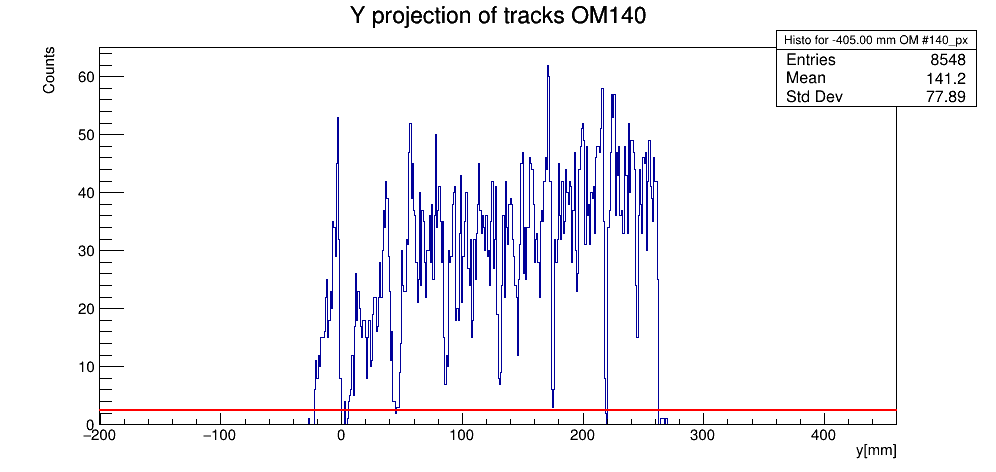 Y projection of tracks OM140
Histo for -405.00 mm OM #140_px
Entries 8548
Mean 141.2
Std Dev 77.89
Counts
60
50
40
30
20
10
0
−200 −100 0 100 200 300 400
y[mm]